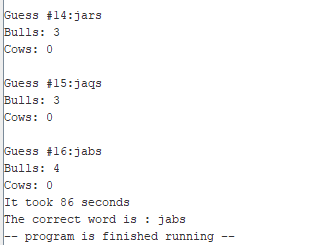 Guess #14:jars
Bulls: 3
Cows: 0
Guess #15:jaqs
Bulls: 3
Cows: 0
Guess #16:jabs
Bulls: 4
Cows: 0
It took 86 seconds
The correct word is : jabs
-- program is finished running --